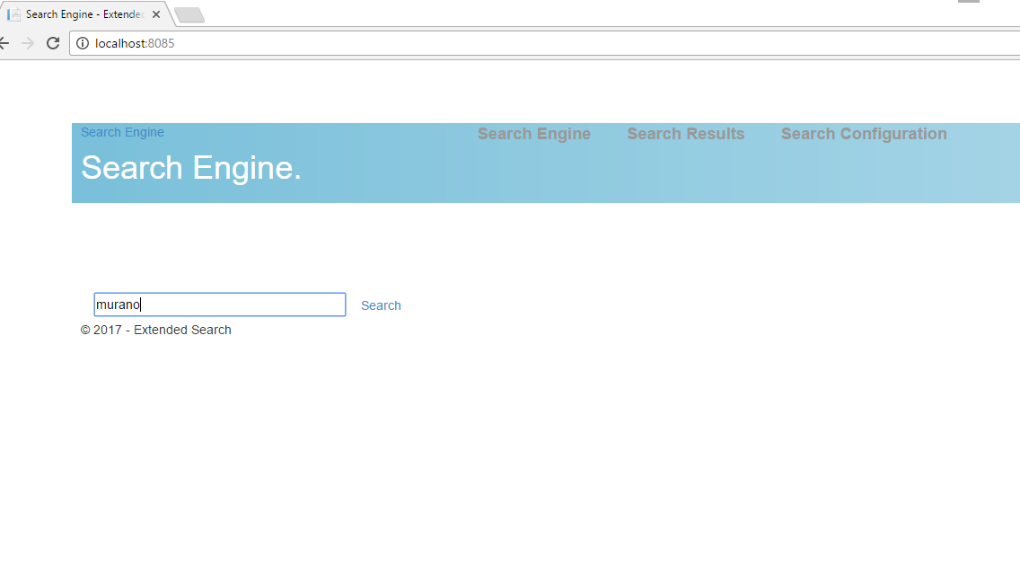 Search Engine - Extende
localhost:8085
Search Engine
Search Engine Search Results Search Configuration
Search Engine.
murano Search
© 2017 - Extended Search